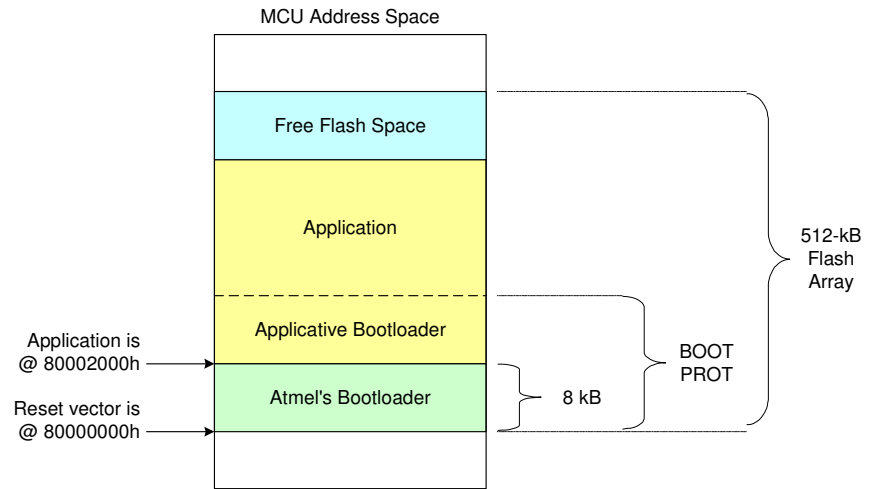 MCU Address Space
Free Flash Space
Application
512-kB
Flash
Array
Applicative Bootloader
Application is
@ 80002000h
BOOT
PROT
Atmel's Bootloader
8 kB
Reset vector is
@ 80000000h